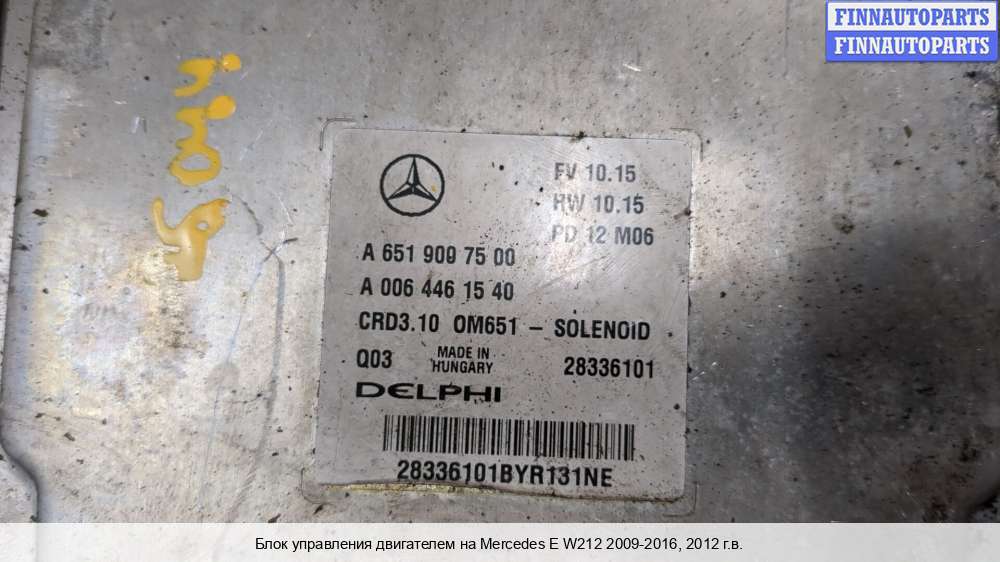 FINNAUTOPARTS
FINNAUTOPARTS
FV 10.15
HW 10.15
PD 12 M06
A 651 900 75 00
A 006 446 15 40
CRD3.10 OM651 - SOLENOID
Q03 MADE IN HUNGARY 28336101
DELPHI
28336101BYR131NE
Блок управления двигателем на Mercedes E W212 2009-2016, 2012 г.в.